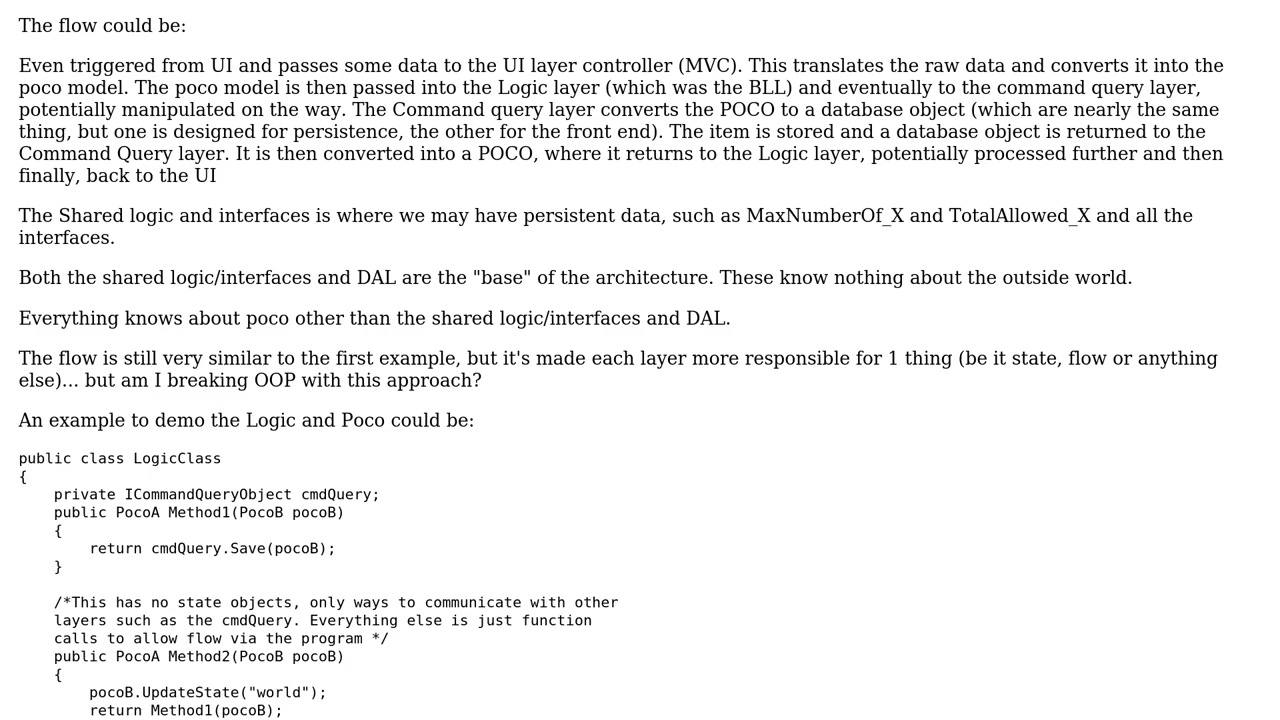 The flow could be:
Even triggered from UI and passes some data to the UI layer controller (MVC). This translates the raw data and converts it into the
poco model. The poco model is then passed into the Logic layer (which was the BLL) and eventually to the command query layer,
potentially manipulated on the way. The Command query layer converts the POCO to a database object (which are nearly the same
thing, but one is designed for persistence, the other for the front end). The item is stored and a database object is returned to the
Command Query layer. It is then converted into a POCO, where it returns to the Logic layer, potentially processed further and then
finally, back to the UI
The Shared logic and interfaces is where we may have persistent data, such as MaxNumberOf_X and TotalAllowed_X and all the
interfaces.
Both the shared logic/interfaces and DAL are the "base" of the architecture. These know nothing about the outside world.
Everything knows about poco other than the shared logic/interfaces and DAL.
The flow is still very similar to the first example, but it's made each layer more responsible for 1 thing (be it state, flow or anything
else)... but am I breaking OOP with this approach?
An example to demo the Logic and Poco could be:
public class LogicClass
{
    private ICommandQueryObject cmdQuery;
    public PocoA Method1(PocoB pocoB)
    {
        return cmdQuery.Save(pocoB);
    }
    /*This has no state objects, only ways to communicate with other
    layers such as the cmdQuery. Everything else is just function
    calls to allow flow via the program */
    public PocoA Method2(PocoB pocoB)
    {
        pocoB.UpdateState("world");
        return Method1(pocoB);